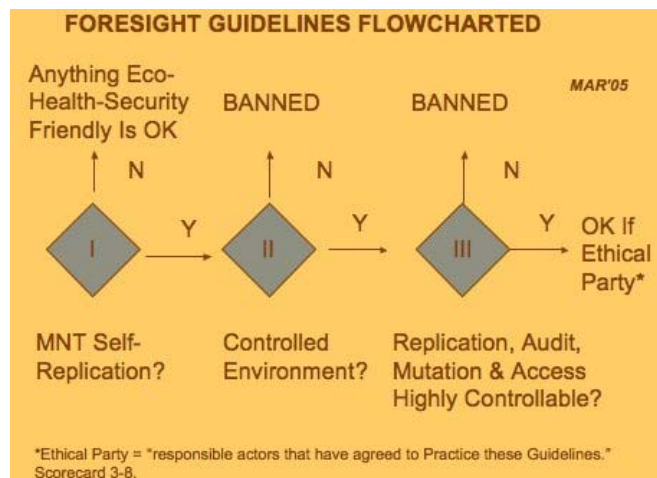 FORESIGHT GUIDELINES FLOWCHARTED
MAR'05
Anything Eco-
Health-Security
Friendly Is OK
BANNED
BANNED
N
N
N
I
Y
II
Y
III
Y
OK If
Ethical
Party*
MNT Self-
Replication?
Controlled
Environment?
Replication, Audit,
Mutation & Access
Highly Controllable?
*Ethical Party = "responsible actors that have agreed to Practice these Guidelines."
Scorecard 3-8.